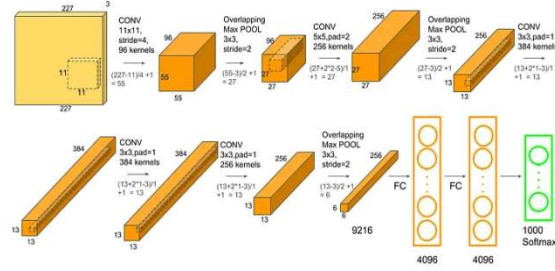 227
3
CONV
11x11,
stride=4,
96 kernels
(227-11)/4 +1
= 55
11
11
227
96
55
55
Overlapping
Max POOL
3x3,
stride=2
(55-3)/2 +1
= 27
96
27
27
CONV
5x5,pad=2
256 kernels
(27+2*2-5)/1
+1 = 27
256
27
27
Overlapping
Max POOL
3x3,
stride=2
(27-3)/2 +1
= 13
256
13
13
CONV
3x3,pad=1
384 kernels
(13+2*1-3)/1
+1 = 13
384
13
13
CONV
3x3,pad=1
384 kernels
(13+2*1-3)/1
+1 = 13
384
13
13
CONV
3x3,pad=1
256 kernels
(13+2*1-3)/1
+1 = 13
256
13
13
Overlapping
Max POOL
3x3,
stride=2
(13-3)/2 +1
= 6
256
6
6
9216
FC
4096
FC
4096
1000
Softmax